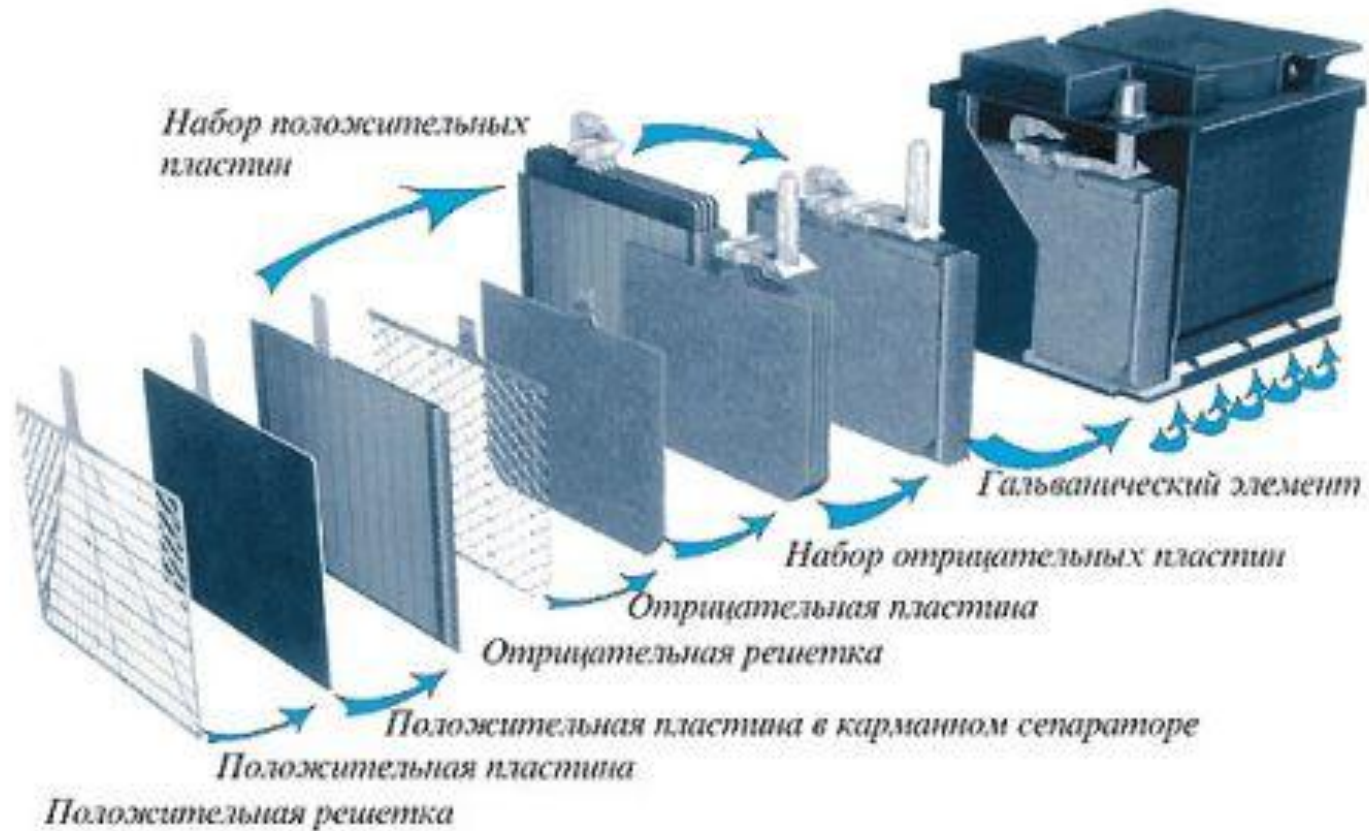 Набор положительных
пластин
Гальванический элемент
Набор отрицательных пластин
Отрицательная пластина
Отрицательная решетка
Положительная пластина в карманном сепараторе
Положительная пластина
Положительная решетка